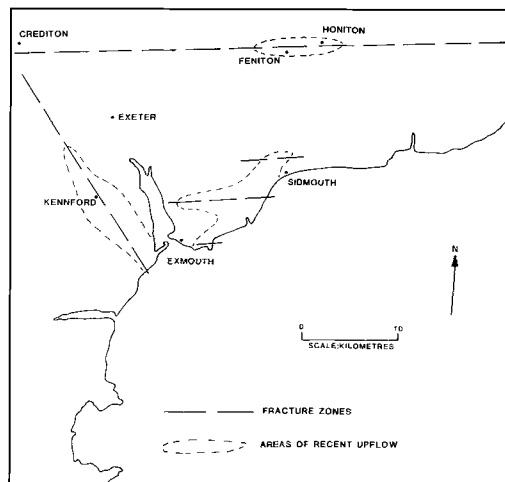 CREDITON
HONITON
FENITON
EXETER
SIDMOUTH
KENNFORD
EXMOUTH
N
0 10
SCALE:KILOMETRES
FRACTURE ZONES
AREAS OF RECENT UPFLOW